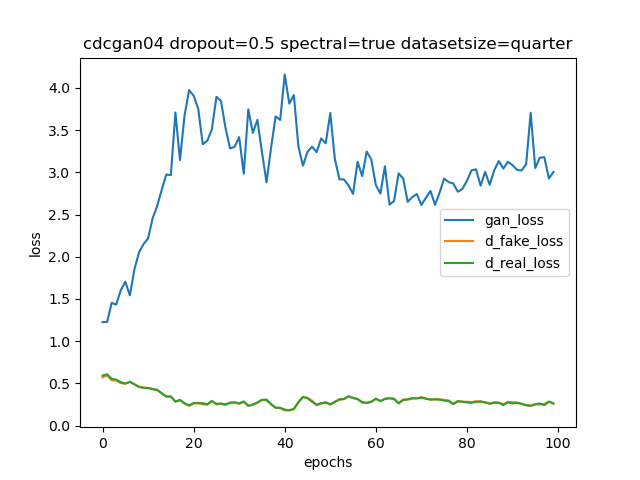 cdcgan04 dropout=0.5 spectral=true datasetsize=quarter
4.0
3.5
3.0
2.5
2.0
1.5
1.0
0.5
0.0
loss
gan_loss
d_fake_loss
d_real_loss
0 20 40 60 80 100
epochs